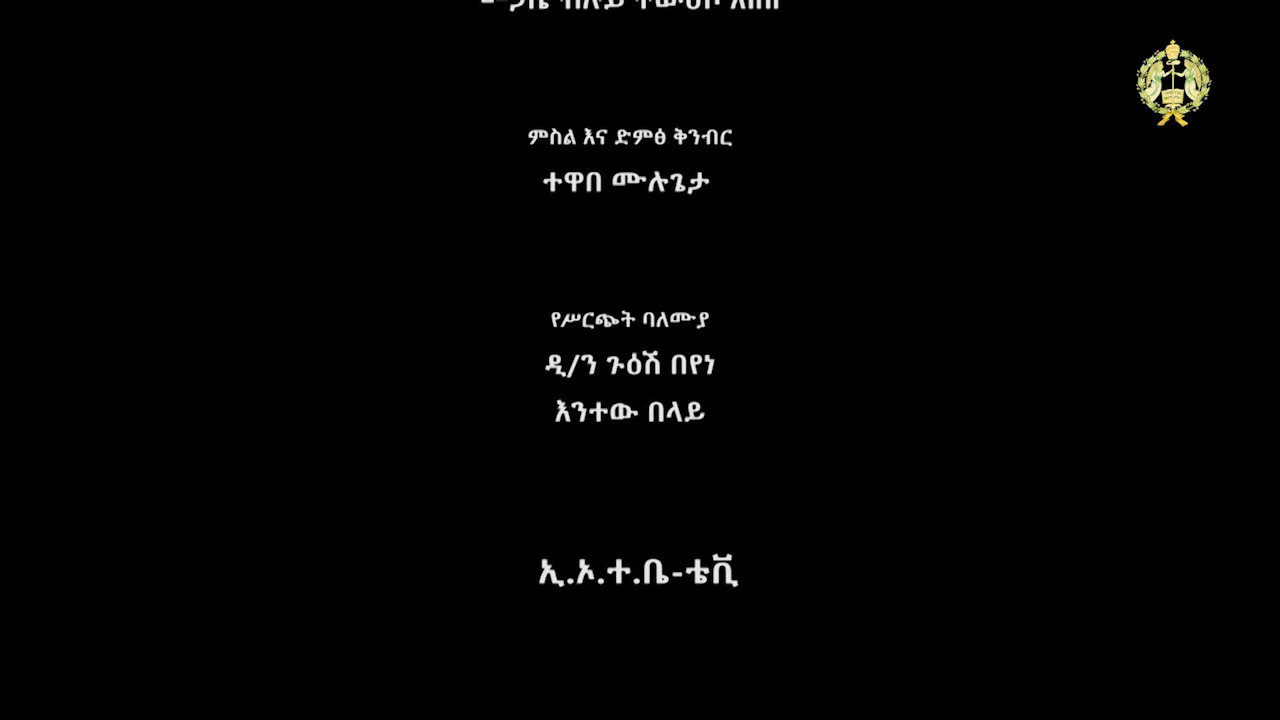 ምስል እና ድምፅ ቅንብር
ተዋበ ሙሉጌታ
የሥርጭት ባለሙያ
ዲ/ን ጉዕሽ በየነ
እንተው በላይ
ኢ.ኦ.ተ.ቤ-ቴቪ